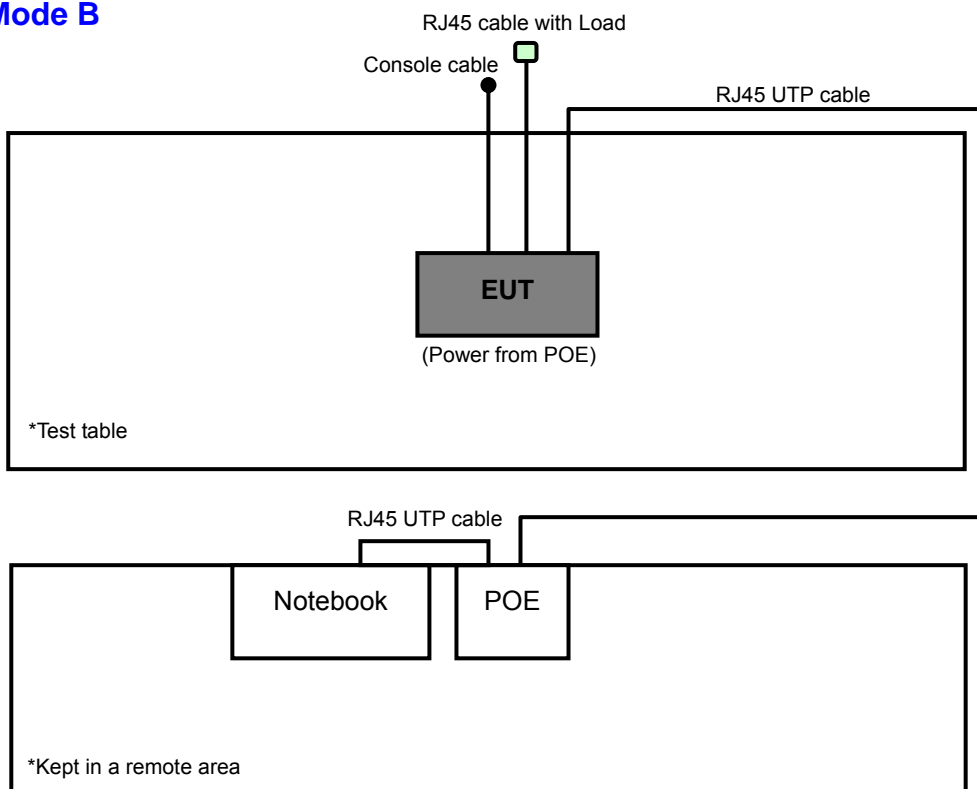 Mode B
RJ45 cable with Load
Console cable
RJ45 UTP cable
EUT
(Power from POE)
*Test table
RJ45 UTP cable
Notebook
POE
*Kept in a remote area